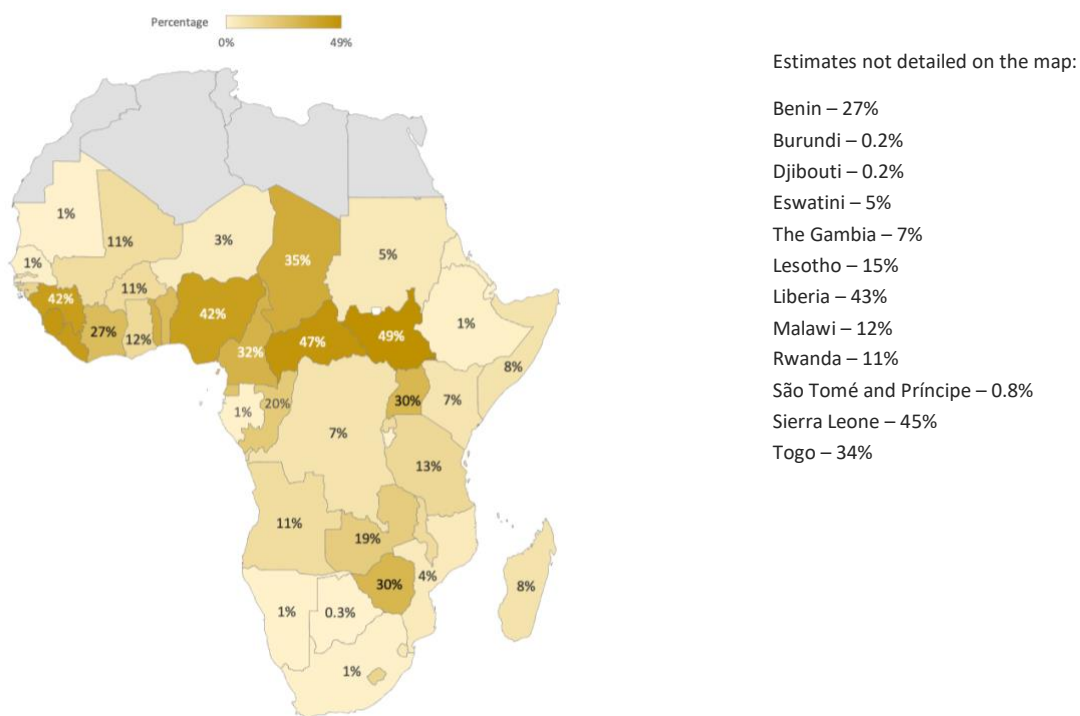 Percentage
0% 49%
Estimates not detailed on the map:
Benin – 27%
Burundi – 0.2%
Djibouti – 0.2%
Eswatini – 5%
The Gambia – 7%
Lesotho – 15%
Liberia – 43%
Malawi – 12%
Rwanda – 11%
São Tomé and Príncipe – 0.8%
Sierra Leone – 45%
Togo – 34%
1%
11%
3%
35%
5%
1%
11%
42%
42%
27%
12%
32%
47%
49%
1%
8%
1%
20%
30%
7%
7%
13%
11%
19%
4%
30%
8%
1%
0.3%
1%